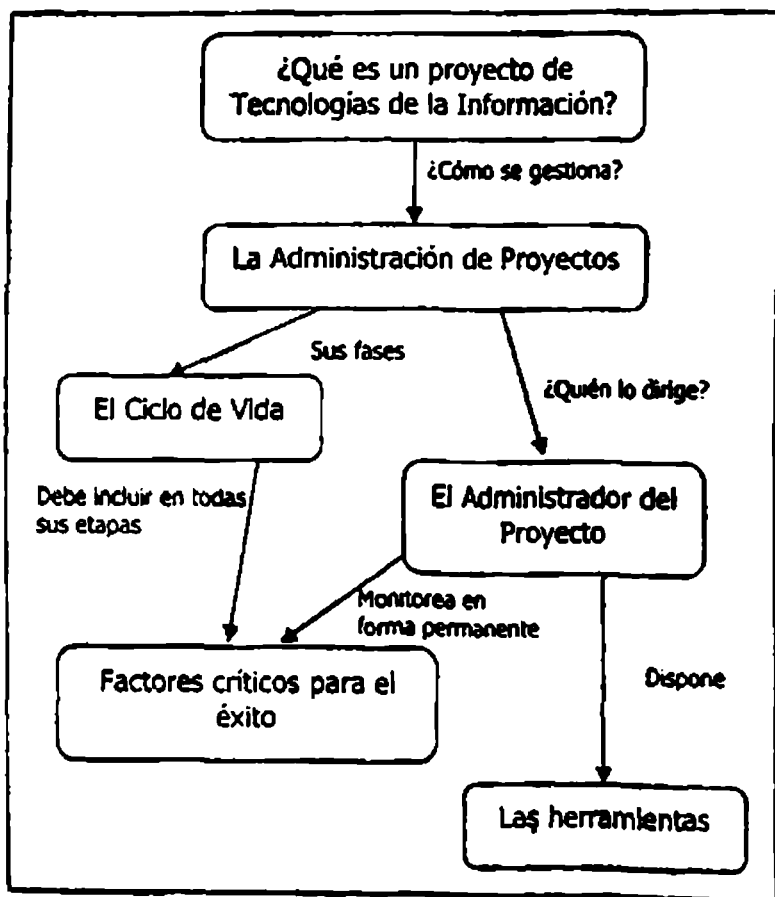 ¿Qué es un proyecto de
Tecnologías de la Información?
¿Cómo se gestiona?
La Administración de Proyectos
Sus fases
¿Quién lo dirige?
El Ciclo de Vida
Debe incluir en todas
sus etapas
El Administrador del
Proyecto
Monitorea en
forma permanente
Factores críticos para el
éxito
Dispone
Las herramientas